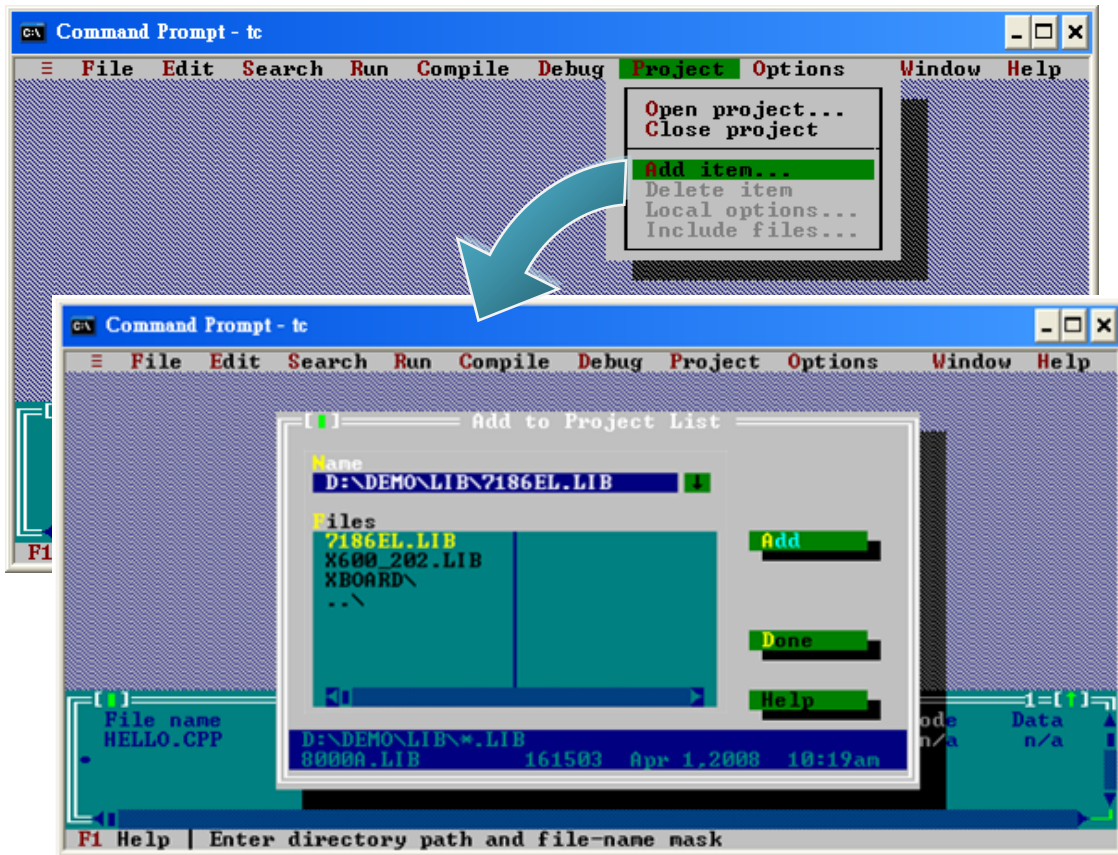 Command Prompt - tc
≡ File Edit Search Run Compile Debug Project Options Window Help
Open project...
Close project
Add item...
Delete item
Local options...
Include files...
F1
Command Prompt - tc
≡ File Edit Search Run Compile Debug Project Options Window Help
Add to Project List
Name
D:\DEMO\LIB\7186EL.LIB
Files
7186EL.LIB
X600_202.LIB
XBOARD\
..\
Add
Done
Help
1
File name Data
HELLO.CPP n/a n/a
D:\DEMO\LIB\*.LIB
8000A.LIB 161503 Apr 1,2008 10:19am
F1 Help | Enter directory path and file-name mask